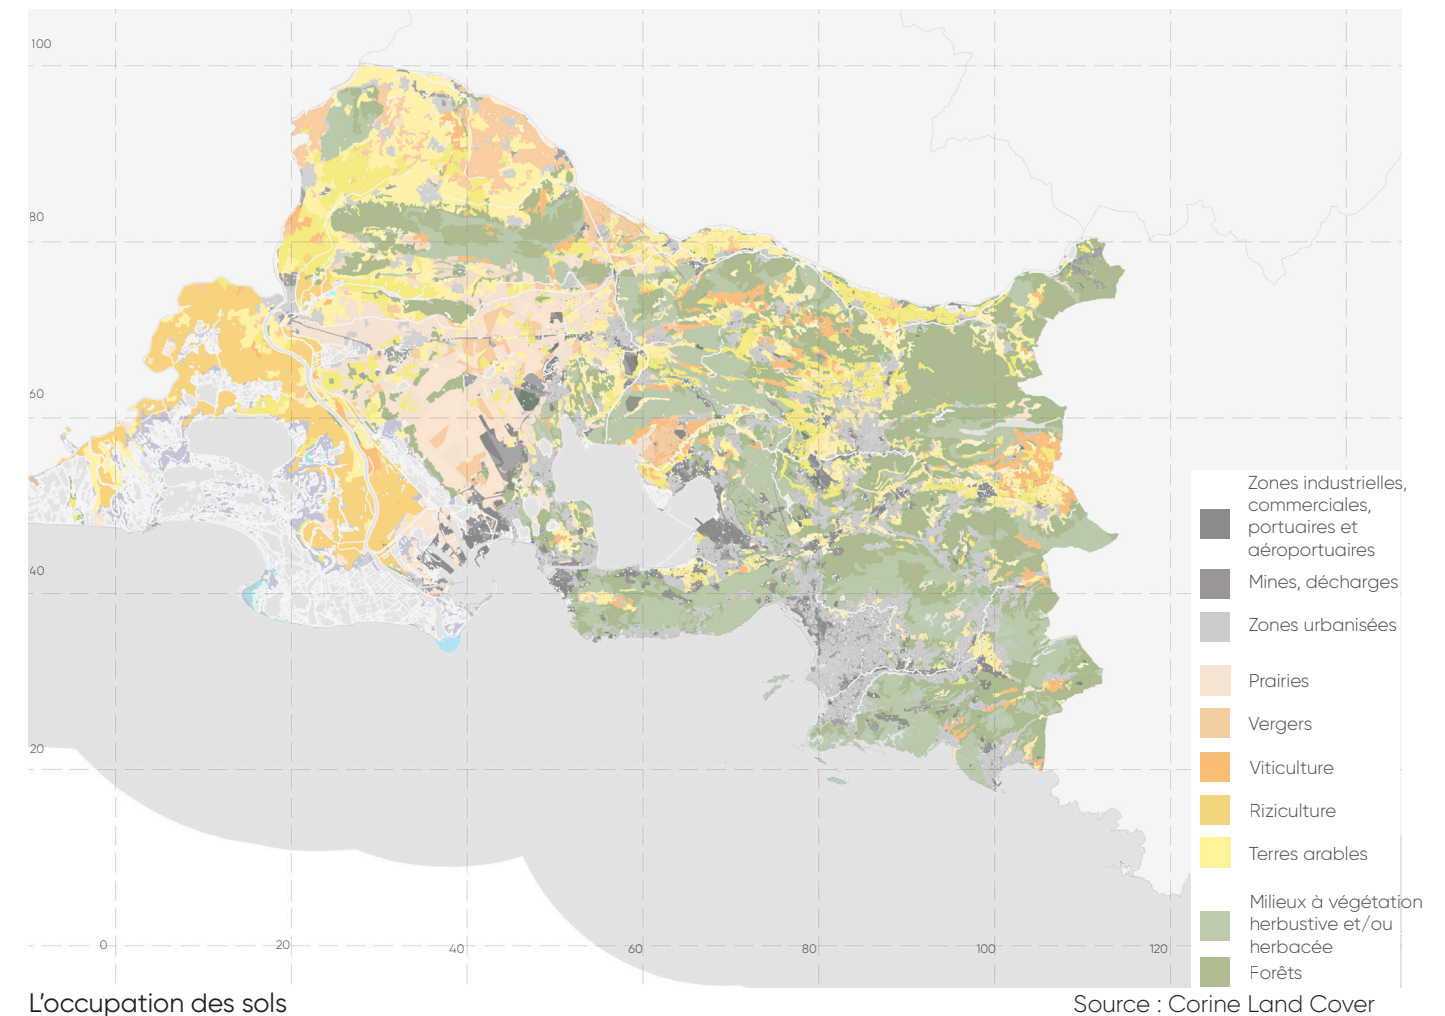 100
80
60
40
20
0
20
40
60
80
100
120
Zones industrielles,
commerciales,
portuaires et
aéroportuaires
Mines, décharges
Zones urbanisées
Prairies
Vergers
Viticulture
Riziculture
Terres arables
Milieux à végétation
herbustive et/ou
herbacée
Forêts
L'occupation des sols
Source : Corine Land Cover